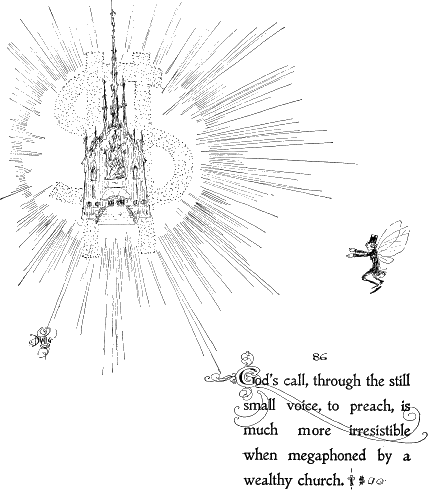 86
God's call, through the still
small voice, to preach, is
much more irresistible
when megaphoned by a
wealthy church.